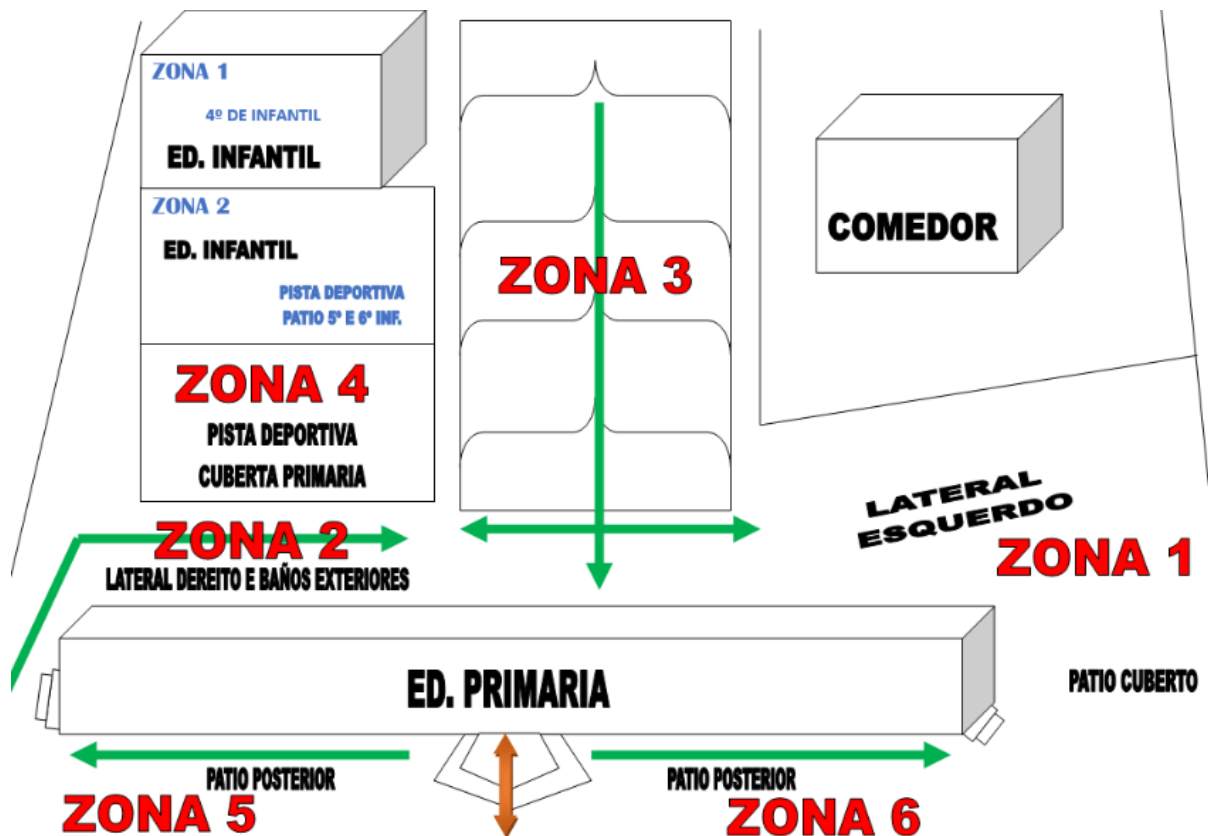 ZONA 1
4º DE INFANTIL
ED. INFANTIL
ZONA 2
ED. INFANTIL
PISTA DEPORTIVA
PATIO 5º E 6º INF.
ZONA 4
PISTA DEPORTIVA
CUBERTA PRIMARIA
ZONA 3
COMEDOR
LATERAL
ESQUERDO
ZONA 1
ZONA 2
LATERAL DEREITO E BAÑOS EXTERIORES
ED. PRIMARIA
PATIO CUBERTO
PATIO POSTERIOR
ZONA 5
PATIO POSTERIOR
ZONA 6